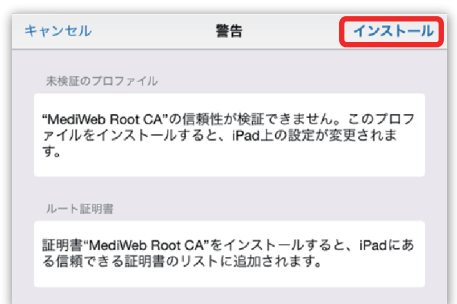 キャンセル 警告 インストール
未検証のプロファイル
“MediWeb Root CA”の信頼性が検証できません。このプロフ
ァイルをインストールすると、iPad上の設定が変更されま
す。
ルート証明書
証明書“MediWeb Root CA”をインストールすると、iPadにあ
る信頼できる証明書のリストに追加されます。